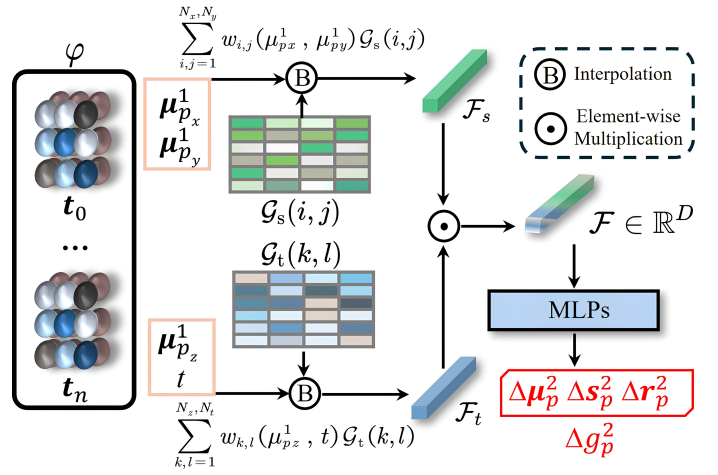 φ
t_0
...
t_n
∑_{i,j=1}^{N_x,N_y} w_{i,j}(μ^1_{px}, μ^1_{py}) 𝒢_s(i,j)
μ^1_{p_x}
μ^1_{p_y}
B
𝒢_s(i,j)
𝒢_t(k,l)
μ^1_{p_z}
t
B
∑_{k,l=1}^{N_z,N_t} w_{k,l}(μ^1_{pz}, t) 𝒢_t(k,l)
ℱ_s
ℱ_t
B Interpolation
Element-wise
Multiplication
ℱ ∈ ℝ^D
MLPs
Δμ^2_p Δs^2_p Δr^2_p
Δg^2_p